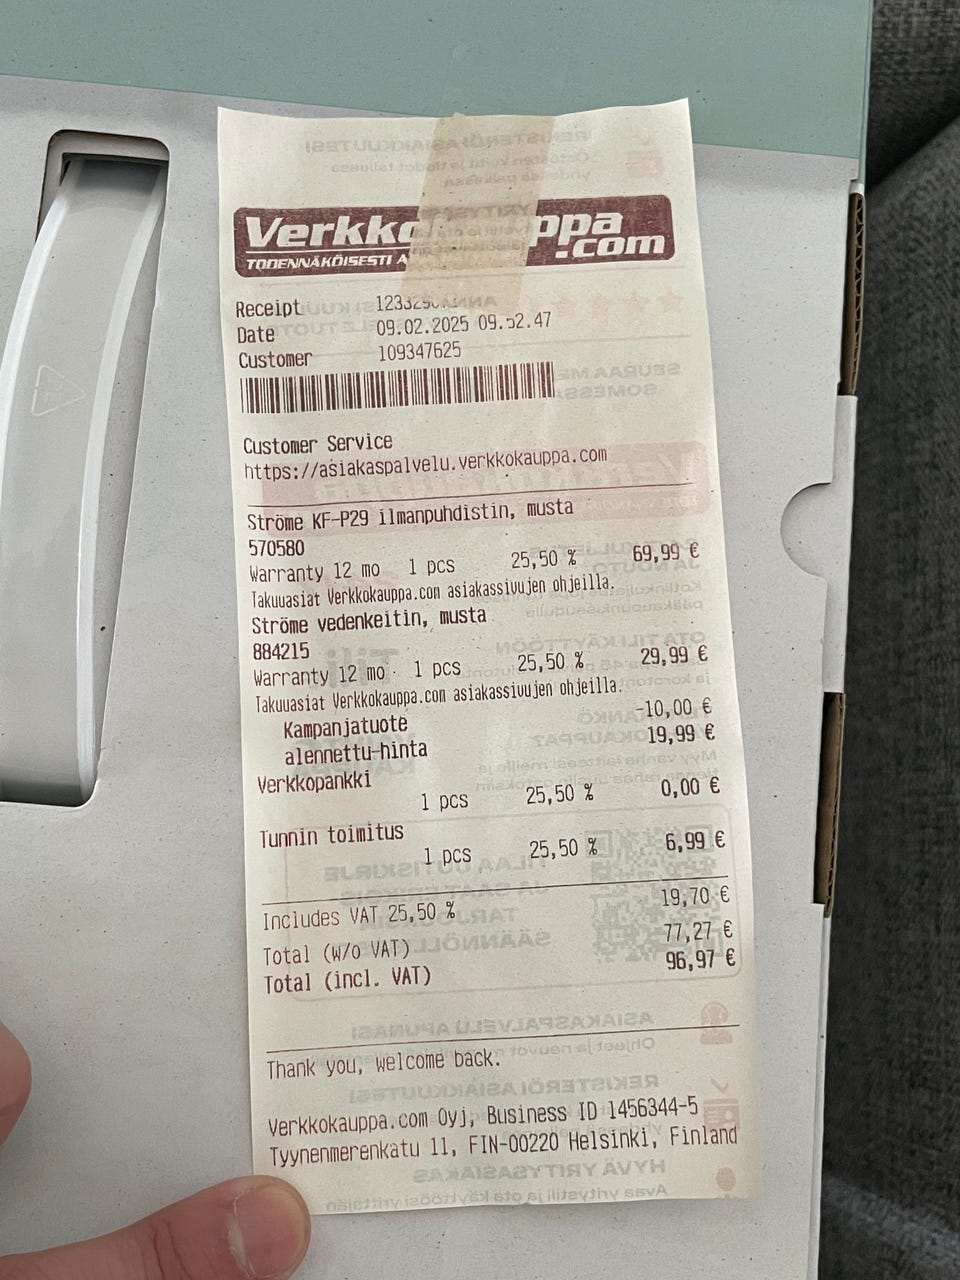 Verkko uppa
.com
TODENNÄKÖISESTI
Receipt
Date 09.02.2025
Customer 109347625
Customer Service
https://asiakaspalvelu.verkkokauppa.com
Ströme KF-P29 ilmanpuhdistin, musta
570580
Warranty 12 mo 1 pcs 25,50 % 69,99 €
Takuuasiat Verkkokauppa.com asiakassivujen ohjeilla.
Ströme vedenkeitin, musta
884215
Warranty 12 mo 1 pcs 25,50 % 29,99 €
Takuuasiat Verkkokauppa.com asiakassivujen ohjeilla.
Kampanjatuote -10,00 €
alennettu-hinta 19,99 €
Verkkopankki
1 pcs 25,50 % 0,00 €
Tunnin toimitus
1 pcs 25,50 % 6,99 €
Includes VAT 25,50 % 19,70 €
Total (w/o VAT) 77,27 €
Total (incl. VAT) 96,97 €
Thank you, welcome back.
Verkkokauppa.com Oyj, Business ID 1456344-5
Tyynenmerenkatu 11, FIN-00220 Helsinki, Finland